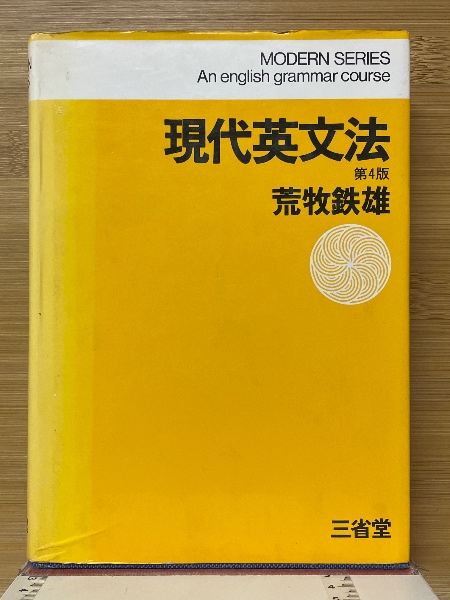 MODERN SERIES
An english grammar course
現代英文法
第4版
荒牧鉄雄
三省堂